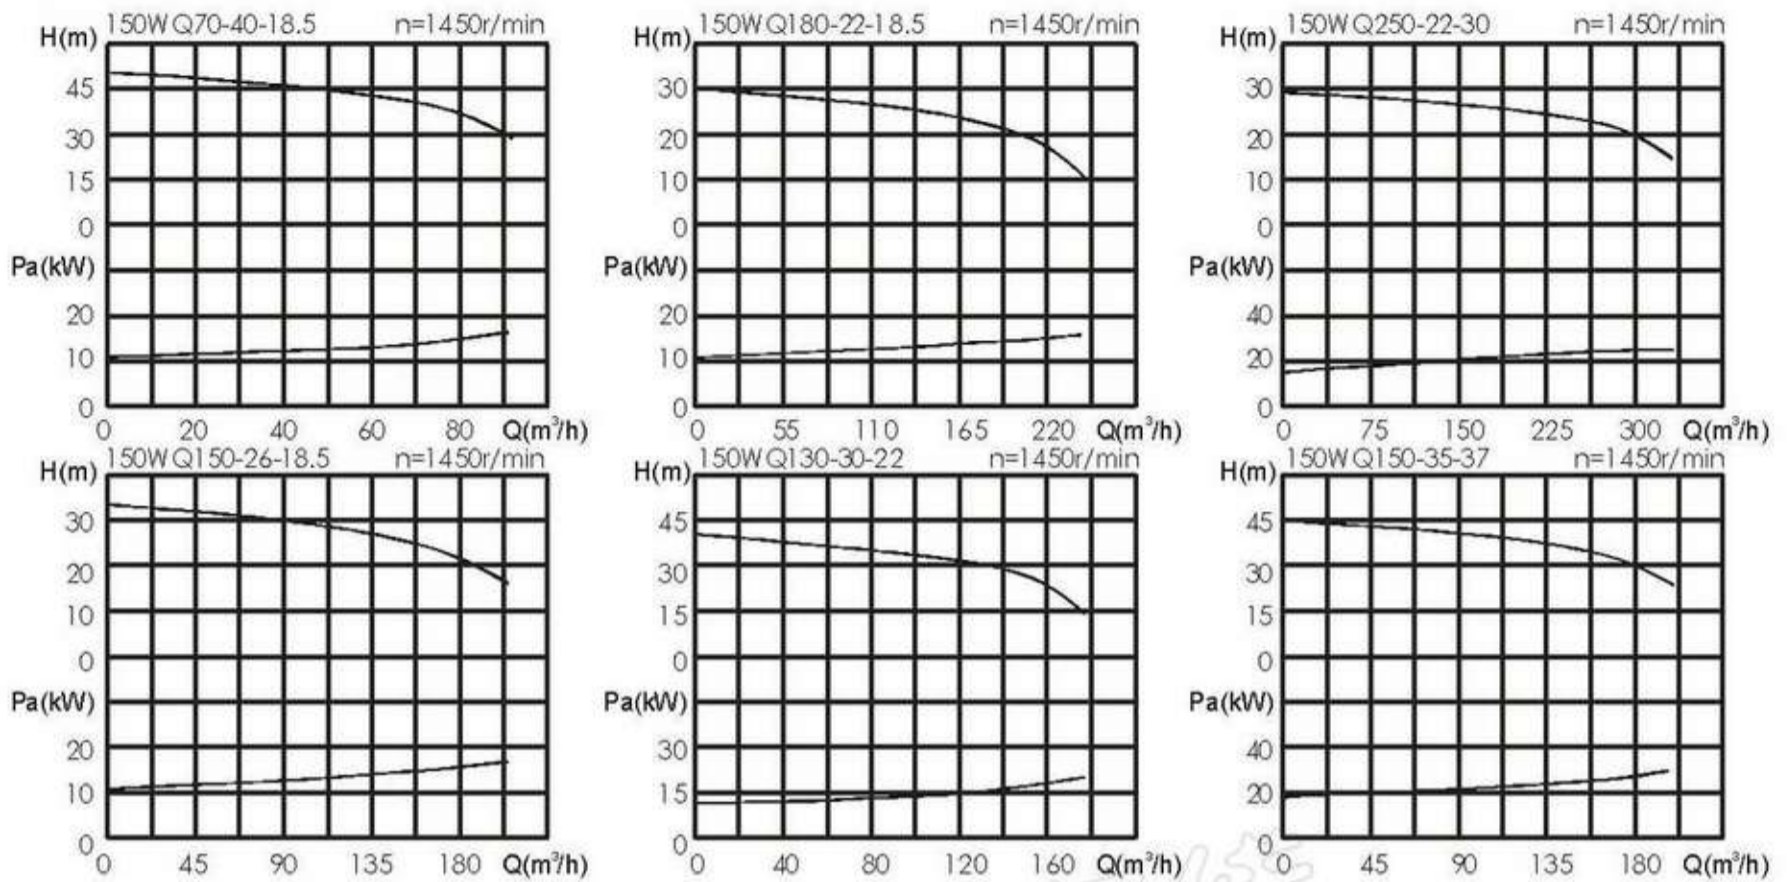 150WQ70-40-18.5 n=1450r/min
H(m)
45
30
15
0
Pa(kW)
20
10
0
0 20 40 60 80 Q(m³/h)
150WQ180-22-18.5 n=1450r/min
H(m)
30
20
10
0
Pa(kW)
20
10
0
0 55 110 165 220 Q(m³/h)
150WQ250-22-30 n=1450r/min
H(m)
30
20
10
0
Pa(kW)
40
20
0
0 75 150 225 300 Q(m³/h)
150WQ150-26-18.5 n=1450r/min
H(m)
30
20
10
0
Pa(kW)
20
10
0
0 45 90 135 180 Q(m³/h)
150WQ130-30-22 n=1450r/min
H(m)
45
30
15
0
Pa(kW)
30
15
0
0 40 80 120 160 Q(m³/h)
150WQ150-35-37 n=1450r/min
H(m)
45
30
15
0
Pa(kW)
40
20
0
0 45 90 135 180 Q(m³/h)